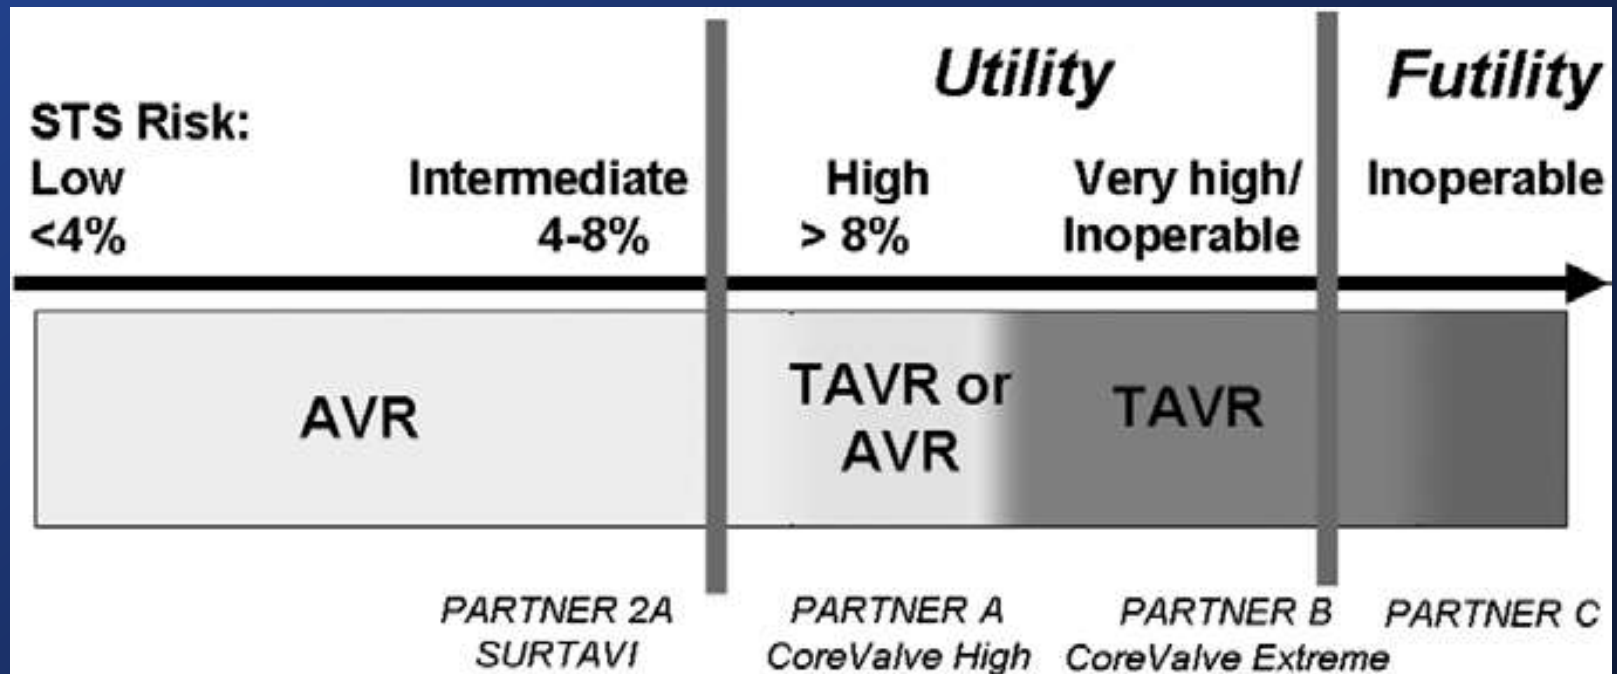 Utility
Futility
STS Risk:
Low
<4%
Intermediate
4-8%
High
> 8%
Very high/
Inoperable
Inoperable
AVR
TAVR or
AVR
TAVR
PARTNER 2A
SURTAVI
PARTNER A
CoreValve High
PARTNER B
CoreValve Extreme
PARTNER C